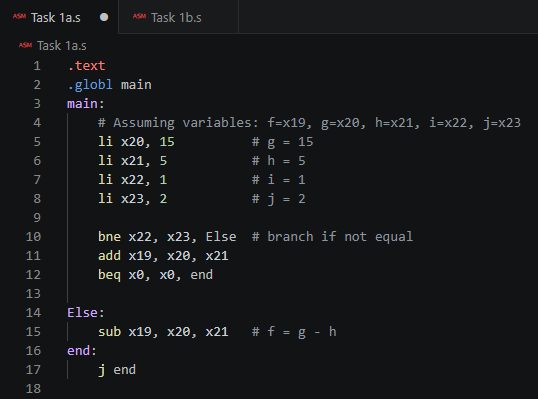 ASM Task 1a.s ● ASM Task 1b.s
ASM Task 1a.s
1 .text
2 .globl main
3 main:
4 # Assuming variables: f=x19, g=x20, h=x21, i=x22, j=x23
5 li x20, 15 # g = 15
6 li x21, 5 # h = 5
7 li x22, 1 # i = 1
8 li x23, 2 # j = 2
9
10 bne x22, x23, Else # branch if not equal
11 add x19, x20, x21
12 beq x0, x0, end
13
14 Else:
15 sub x19, x20, x21 # f = g - h
16 end:
17 j end
18